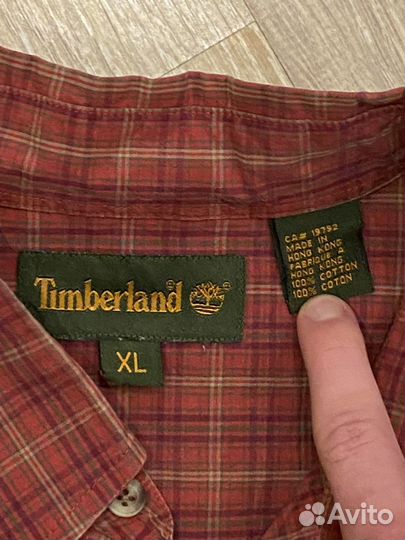 Timberland®
XL
CA# 19792
MADE IN
HONG KONG
FABRIQUE A
HONG KONG
100% COTTON
100% COTON
Avito